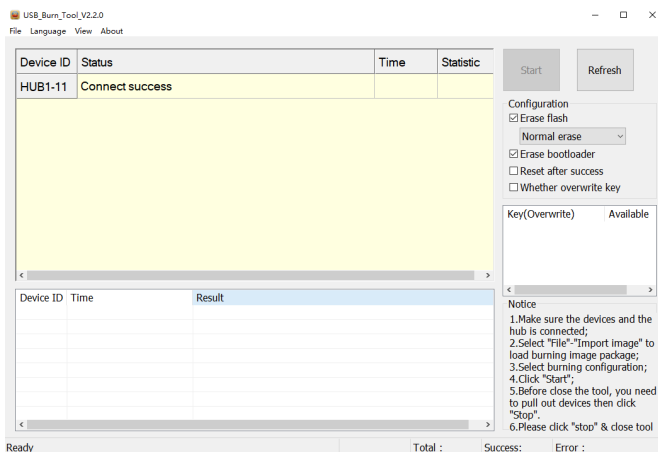 USB_Burn_Tool_V2.2.0
File Language View About
Device ID Status Time Statistic
HUB1-11 Connect success
Start Refresh
Configuration
Erase flash
Normal erase
Erase bootloader
Reset after success
Whether overwrite key
Key(Overwrite) Available
Device ID Time Result
Notice
1.Make sure the devices and the
hub is connected;
2.Select "File"-"Import image" to
load burning image package;
3.Select burning configuration;
4.Click "Start";
5.Before close the tool, you need
to pull out devices then click
"Stop".
6.Please click "stop" & close tool
Ready Total : Success: Error :